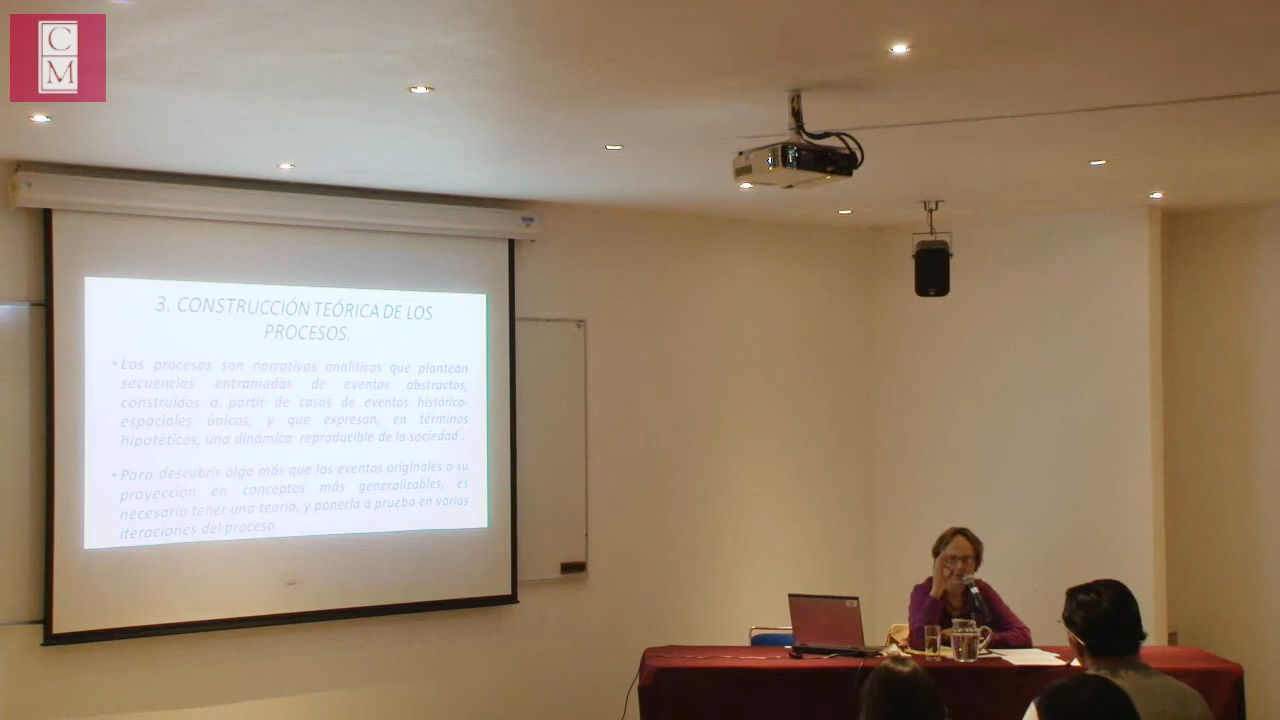 C
M
3. CONSTRUCCIÓN TEÓRICA DE LOS
PROCESOS.
• Los procesos son narrativas analíticas que plantean
secuencias entramadas de eventos abstractos,
construidos a partir de casos de eventos histórico-
espaciales únicos, y que expresan, en términos
hipotéticos, una dinámica reproducible de la sociedad .
• Para descubrir algo más que los eventos originales o su
proyección en conceptos más generalizables, es
necesario tener una teoría, y ponerla a prueba en varias
iteraciones del proceso.